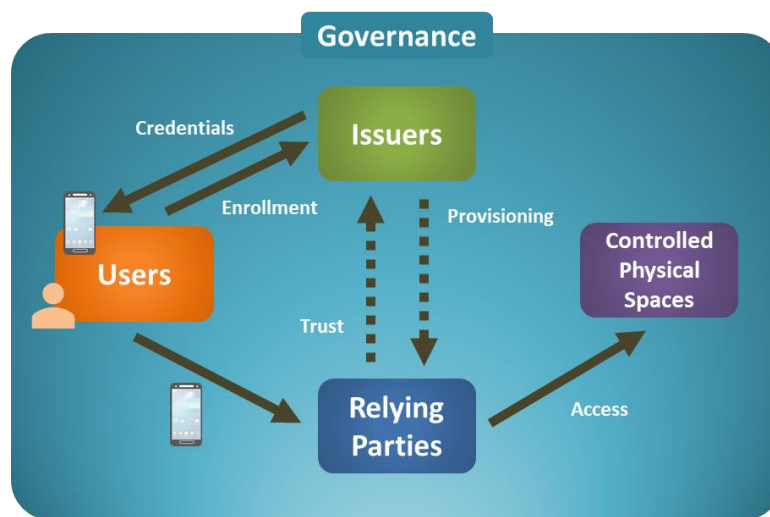 Governance
Issuers
Credentials
Enrollment
Provisioning
Users
Controlled
Physical
Spaces
Trust
Relying
Parties
Access